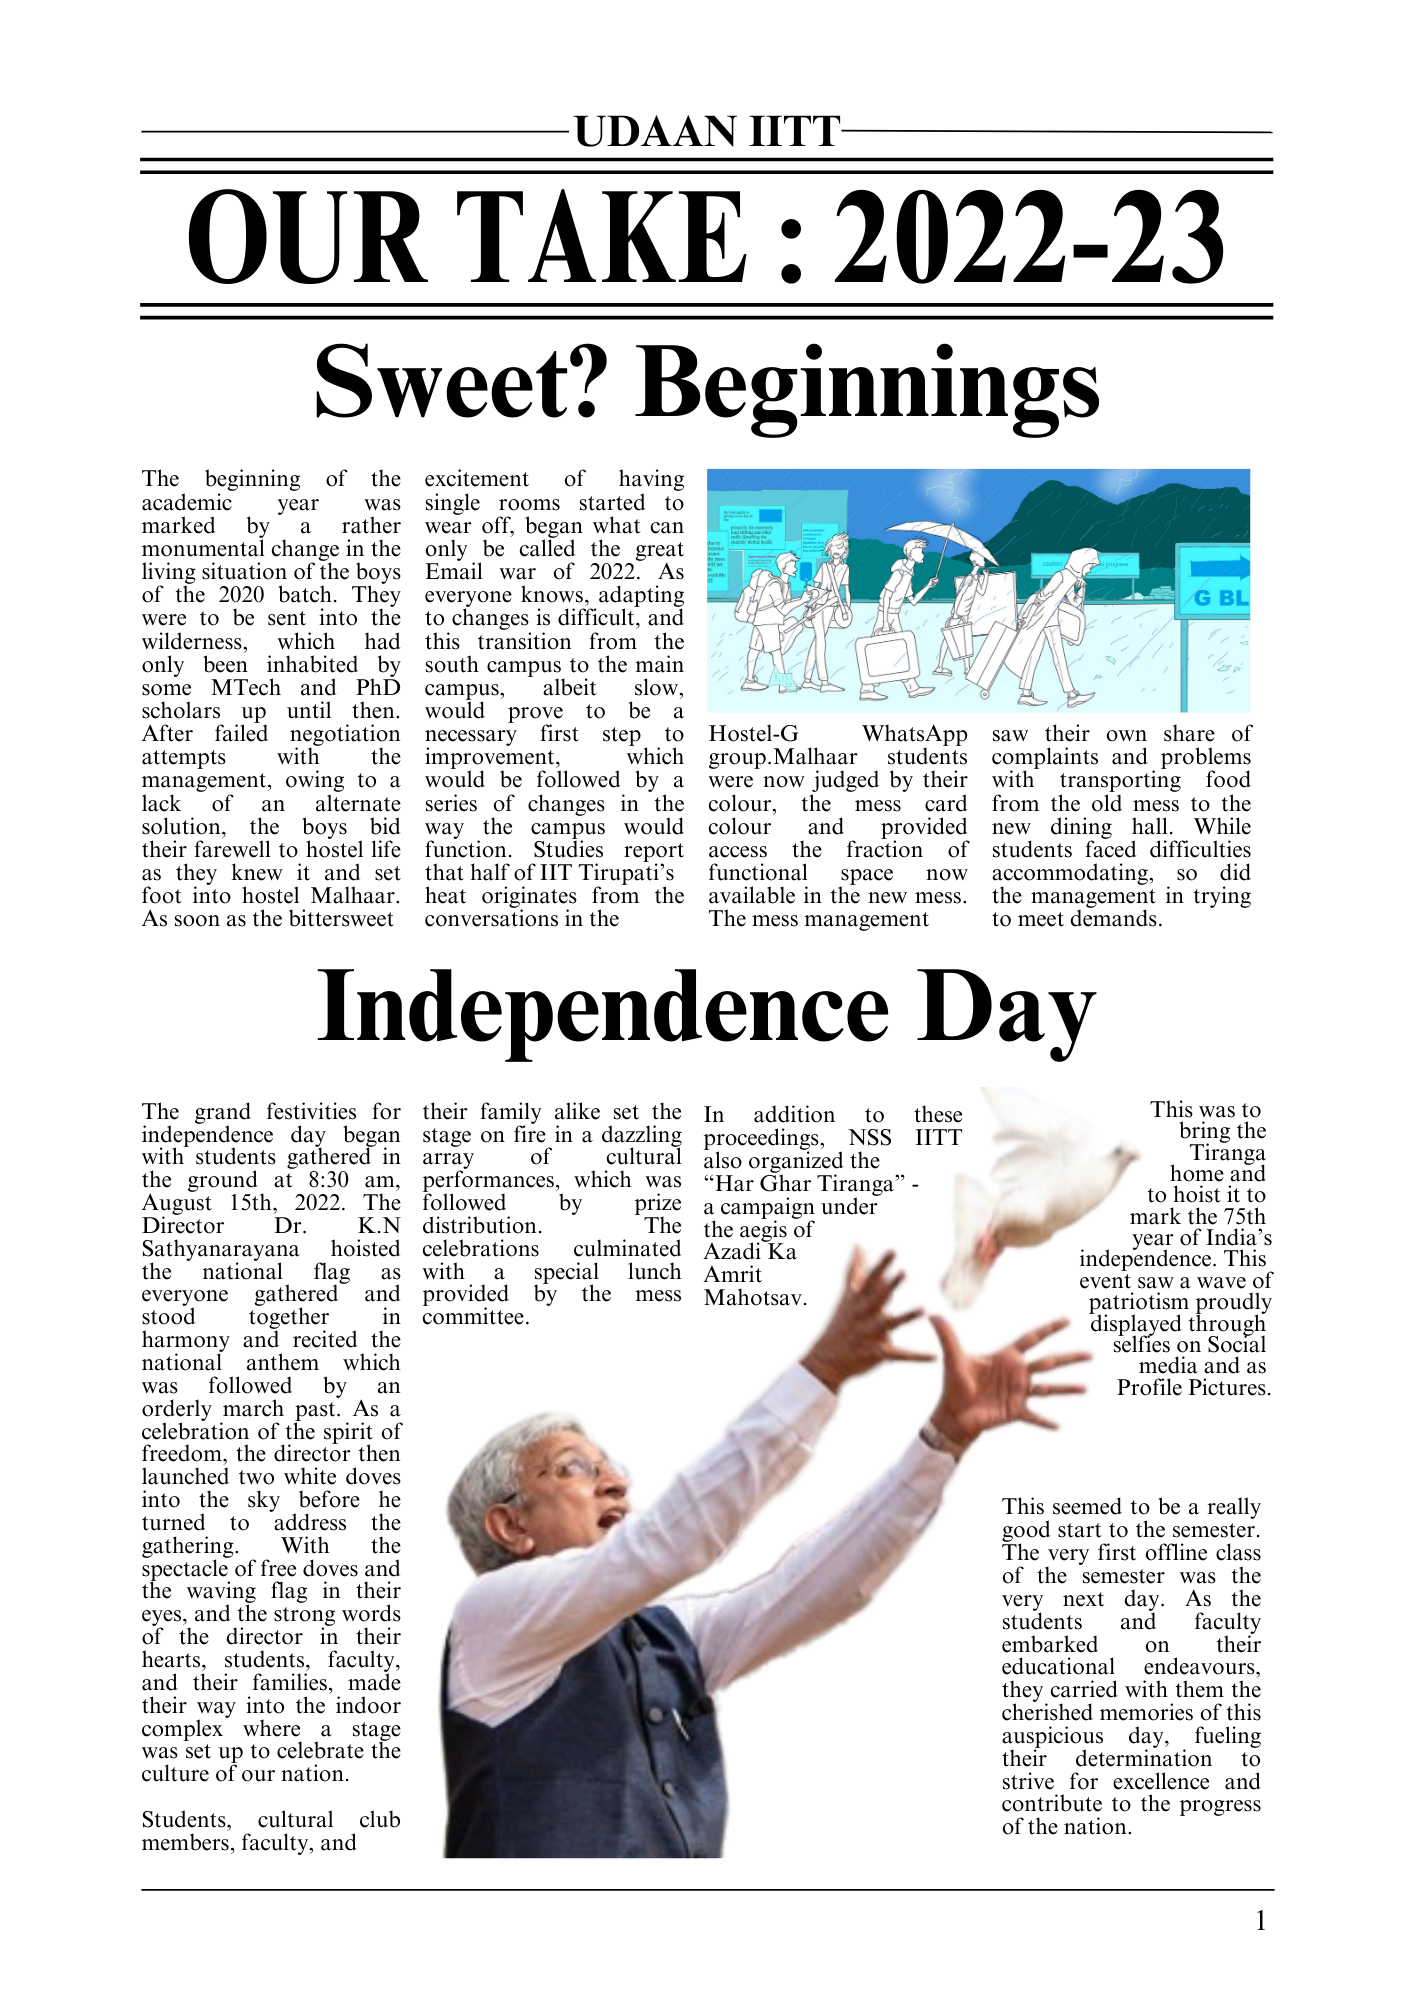 UDAAN IITT
OUR TAKE : 2022-23
Sweet? Beginnings
The beginning of the
academic year was
marked by a rather
monumental change in the
living situation of the boys
of the 2020 batch. They
were to be sent into the
wilderness, which had
only been inhabited by
some MTech and PhD
scholars up until then.
After failed negotiation
attempts with the
management, owing to a
lack of an alternate
solution, the boys bid
their farewell to hostel life
as they knew it and set
foot into hostel Malhaar.
As soon as the bittersweet
excitement of having
single rooms started to
wear off, began what can
only be called the great
Email war of 2022. As
everyone knows, adapting
to changes is difficult, and
this transition from the
south campus to the main
campus, albeit slow,
would prove to be a
necessary first step to
improvement, which
would be followed by a
series of changes in the
way the campus would
function. Studies report
that half of IIT Tirupati's
heat originates from the
conversations in the
G BL
Hostel-G WhatsApp
group.Malhaar students
were now judged by their
colour, the mess card
colour and provided
access the fraction of
functional space now
available in the new mess.
The mess management
saw their own share of
complaints and problems
with transporting food
from the old mess to the
new dining hall. While
students faced difficulties
accommodating, so did
the management in trying
to meet demands.
Independence Day
The grand festivities for
independence day began
with students gathered in
the ground at 8:30 am,
August 15th, 2022. The
Director Dr. K.N
Sathyanarayana hoisted
the national flag as
everyone gathered and
stood together in
harmony and recited the
national anthem which
was followed by an
orderly march past. As a
celebration of the spirit of
freedom, the director then
launched two white doves
into the sky before he
turned to address the
gathering. With the
spectacle of free doves and
the waving flag in their
eyes, and the strong words
of the director in their
hearts, students, faculty,
and their families, made
their way into the indoor
complex where a stage
was set up to celebrate the
culture of our nation.
Students, cultural club
members, faculty, and
their family alike set the
stage on fire in a dazzling
array of cultural
performances, which was
followed by prize
distribution. The
celebrations culminated
with a special lunch
provided by the mess
committee.
In addition to these
proceedings, NSS IITT
also organized the
“Har Ghar Tiranga” -
a campaign under
the aegis of
Azadi Ka
Amrit
Mahotsav.
This was to
bring the
Tiranga
home and
to hoist it to
mark the 75th
year of India's
independence. This
event saw a wave of
patriotism proudly
displayed through
selfies on Social
media and as
Profile Pictures.
This seemed to be a really
good start to the semester.
The very first offline class
of the semester was the
very next day. As the
students and faculty
embarked on their
educational endeavours,
they carried with them the
cherished memories of this
auspicious day, fueling
their determination to
strive for excellence and
contribute to the progress
of the nation.
1